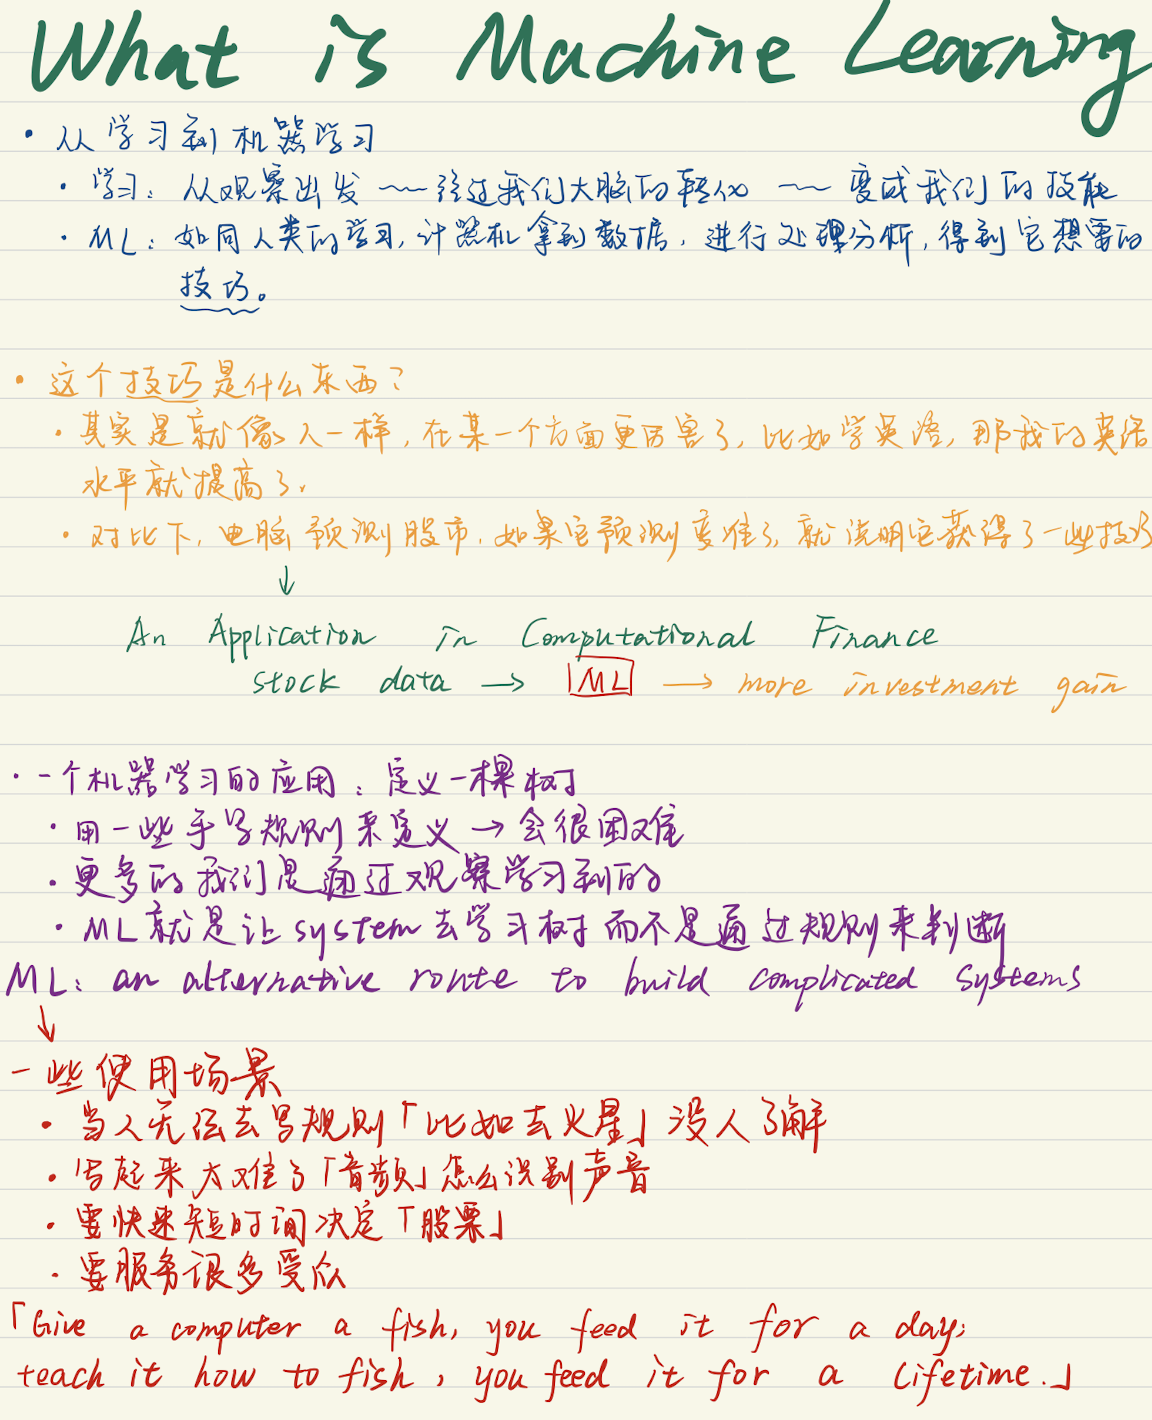 What is Machine Learning
· 从学习到机器学习
· 学习：从观察出发 —— 经过我们大脑的转化 —— 变成我们的技能
· ML：如同人类的学习，计算机拿到数据，进行处理分析，得到它想要的
技巧。
· 这个技巧是什么东西？
· 其实是就像人一样，在某一个方面更厉害了，比如学英语，那我的英语
水平就提高了。
· 对比下，电脑预测股市，如果它预测变准了，就说明它获得了一些技巧
↓
An Application in Computational Finance
stock data → ML → more investment gain
· 一个机器学习的应用：定义一棵树
· 用一些手写规则来定义 → 会很困难
· 更多的我们是通过观察学习到的
· ML就是让system去学习树而不是通过规则来判断
ML: an alternative route to build complicated systems
↓
一些使用场景
· 当人无法去写规则「比如去火星」没人了解
· 写起来太难了「音频」怎么识别声音
· 要快速短时间决定「股票」
· 要服务很多受众
「Give a computer a fish, you feed it for a day;
teach it how to fish, you feed it for a lifetime.」